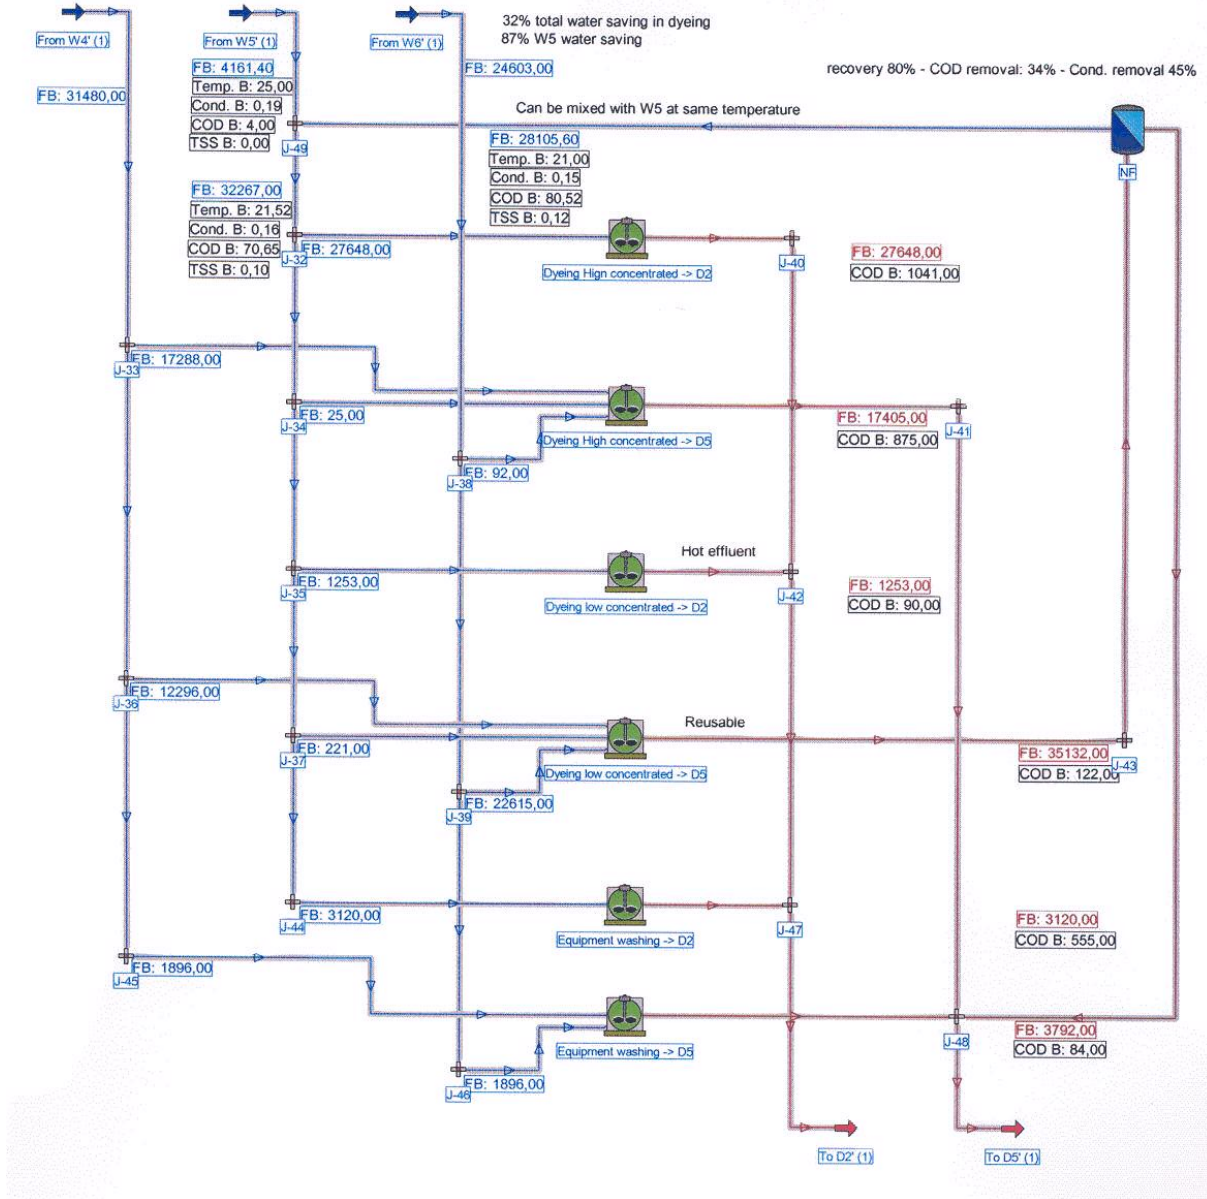 32% total water saving in dyeing
87% W5 water saving
From W4' (1)
From W5' (1)
From W6' (1)
FB: 31480,00
FB: 4161,40
Temp. B: 25,00
Cond. B: 0,19
COD B: 4,00
TSS B: 0,00
FB: 24603,00
recovery 80% - COD removal: 34% - Cond. removal 45%
Can be mixed with W5 at same temperature
J-49
FB: 28105,60
Temp. B: 21,00
Cond. B: 0,15
COD B: 80,52
TSS B: 0,12
NF
FB: 32267,00
Temp. B: 21,52
Cond. B: 0,16
COD B: 70,65
TSS B: 0,10
J-32
FB: 27648,00
Dyeing Hign concentrated -> D2
J-40
FB: 27648,00
COD B: 1041,00
J-33
FB: 17288,00
J-34
FB: 25,00
Dyeing High concentrated -> D5
FB: 17405,00
COD B: 875,00
J-41
J-38
FB: 92,00
Hot effluent
J-35
FB: 1253,00
Dyeing low concentrated -> D2
J-42
FB: 1253,00
COD B: 90,00
J-36
FB: 12296,00
Reusable
J-37
FB: 221,00
Dyeing low concentrated -> D5
FB: 35132,00
COD B: 122,00
J-43
J-39
FB: 22615,00
J-44
FB: 3120,00
Equipment washing -> D2
J-47
FB: 3120,00
COD B: 555,00
J-45
FB: 1896,00
Equipment washing -> D5
J-48
FB: 3792,00
COD B: 84,00
J-46
FB: 1896,00
To D2' (1)
To D5' (1)